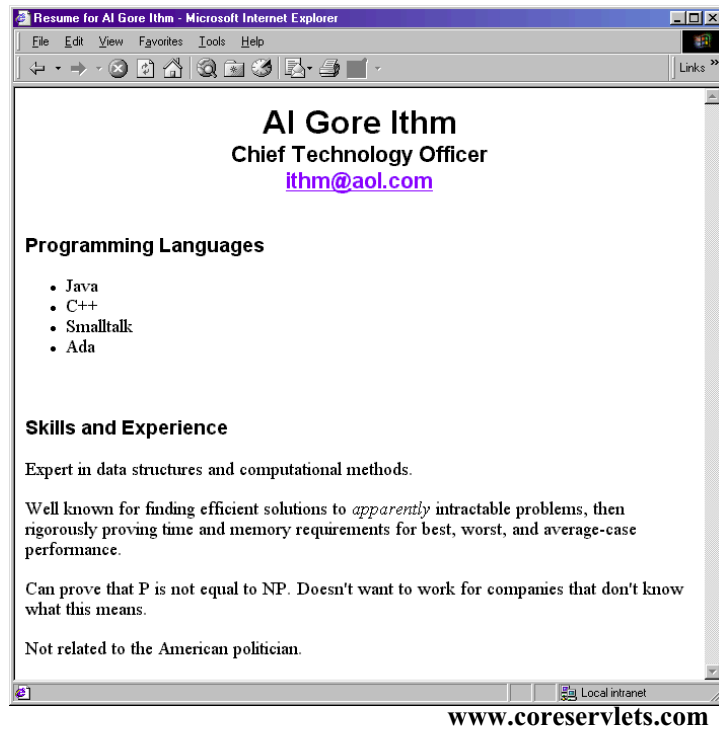 Resume for Al Gore Ithm - Microsoft Internet Explorer
File Edit View Favorites Tools Help
Links »
Al Gore Ithm
Chief Technology Officer
ithm@aol.com
Programming Languages
• Java
• C++
• Smalltalk
• Ada
Skills and Experience
Expert in data structures and computational methods.
Well known for finding efficient solutions to apparently intractable problems, then
rigorously proving time and memory requirements for best, worst, and average-case
performance.
Can prove that P is not equal to NP. Doesn't want to work for companies that don't know
what this means.
Not related to the American politician.
Local intranet
www.coreservlets.com